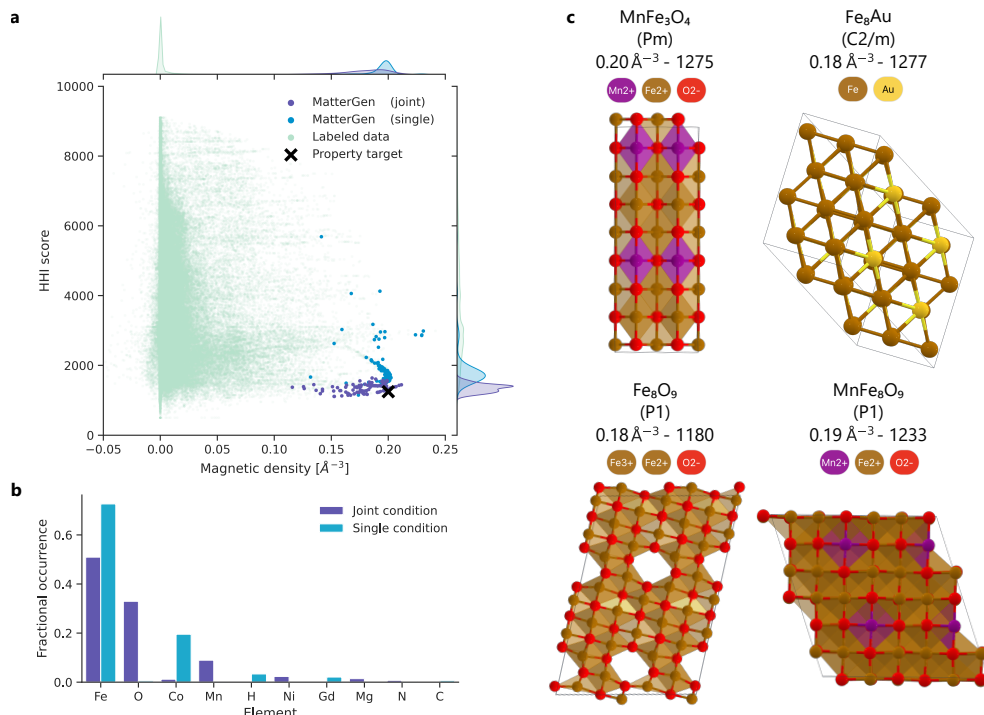 a
10000
8000
6000
4000
2000
0
HHI score
−0.05
0.00
0.05
0.10
0.15
0.20
0.25
Magnetic density [Å⁻³]
MatterGen (joint)
MatterGen (single)
Labeled data
Property target
b
0.6
0.4
0.2
0.0
Fractional occurrence
Joint condition
Single condition
Fe O Co Mn H Ni Gd Mg N C
Element
c
MnFe₃O₄
(Pm)
0.20 Å⁻³ - 1275
Mn2+ Fe2+ O2-
Fe₈Au
(C2/m)
0.18 Å⁻³ - 1277
Fe Au
Fe₈O₉
(P1)
0.18 Å⁻³ - 1180
Fe3+ Fe2+ O2-
MnFe₈O₉
(P1)
0.19 Å⁻³ - 1233
Mn2+ Fe2+ O2-